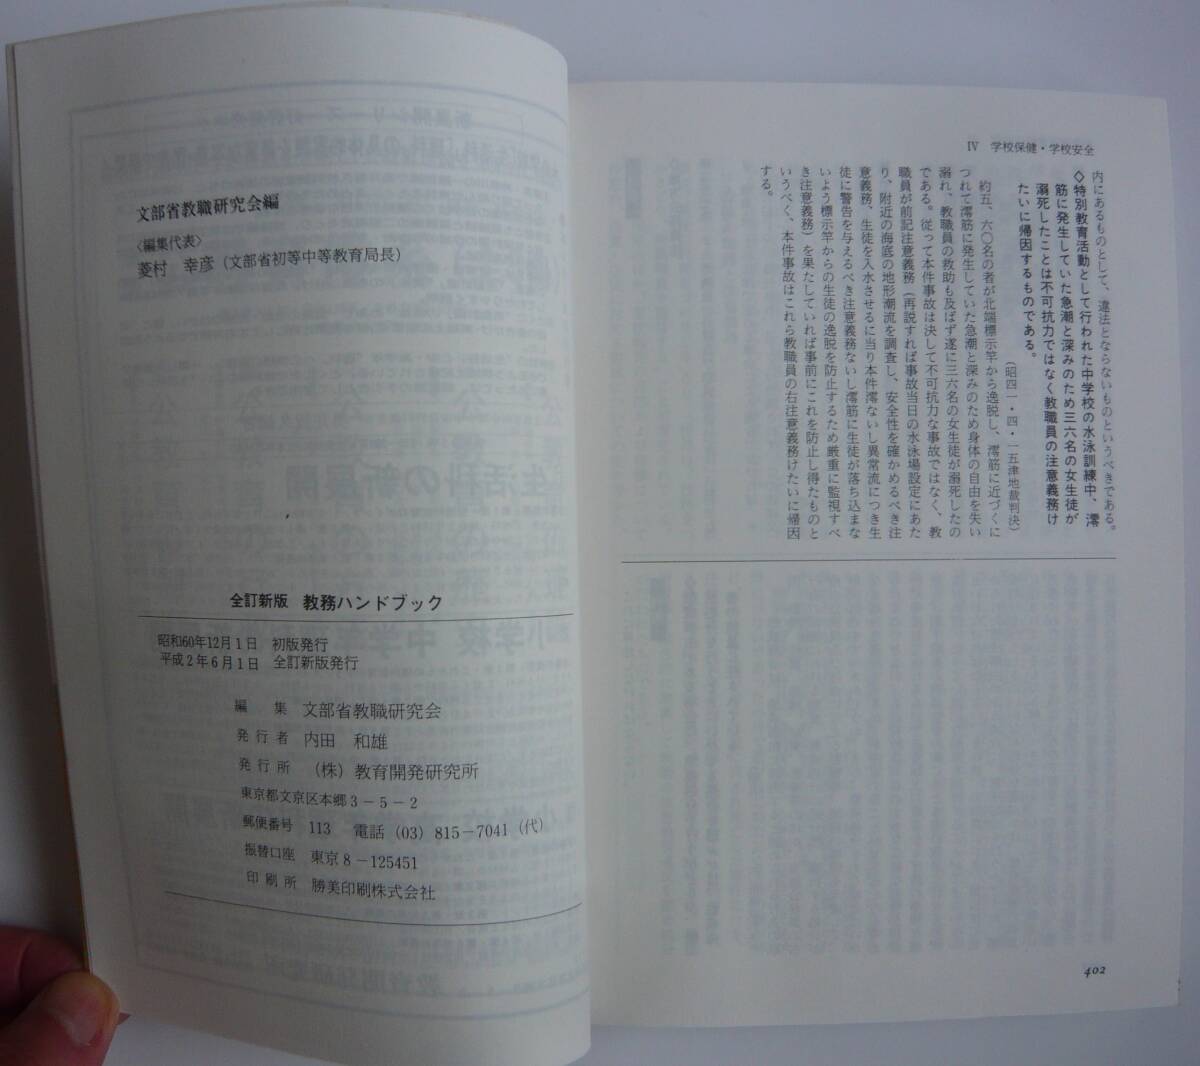 IV 学校保健・学校安全
内にあるものとして、違法とならないものというべきである。
◇特別教育活動として行われた中学校の水泳訓練中、澪
筋に発生していた急潮と深みのため三六名の女生徒が
溺死したことは不可抗力ではなく教職員の注意義務け
たいに帰因するものである。
(昭四一・四・一五津地裁判決)
約五、六〇名の者が北端標示竿から逸脱し、澪筋に近づくに
つれて澪筋に発生していた急潮と深みのため身体の自由を失い
溺れ、教職員の救助も及ばず遂に三六名の女生徒が溺死したの
である。従って本件事故は決して不可抗力な事故ではなく、教
職員が前記注意義務(再説すれば事故当日の水泳場設定にあた
り、附近の海底の地形潮流を調査し、安全性を確かめるべき注
意義務、生徒を入水させるに当り本件澪ないし異常流につき生
徒に警告を与えるべき注意義務ないし澪筋に生徒が落ち込まな
いよう標示竿からの生徒の逸脱を防止するため厳重に監視すべ
き注意義務)を果たしていれば事前にこれを防止し得たものと
いうべく、本件事故はこれら教職員の右注意義務けたいに帰因
する。
402
文部省教職研究会編
〈編集代表〉
菱村 幸彦(文部省初等中等教育局長)
全訂新版 教務ハンドブック
昭和60年12月1日 初版発行
平成2年6月1日 全訂新版発行
編 集 文部省教職研究会
発行者 内田 和雄
発行所 (株)教育開発研究所
東京都文京区本郷3-5-2
郵便番号 113 電話(03)815-7041(代)
振替口座 東京8-125451
印刷所 勝美印刷株式会社